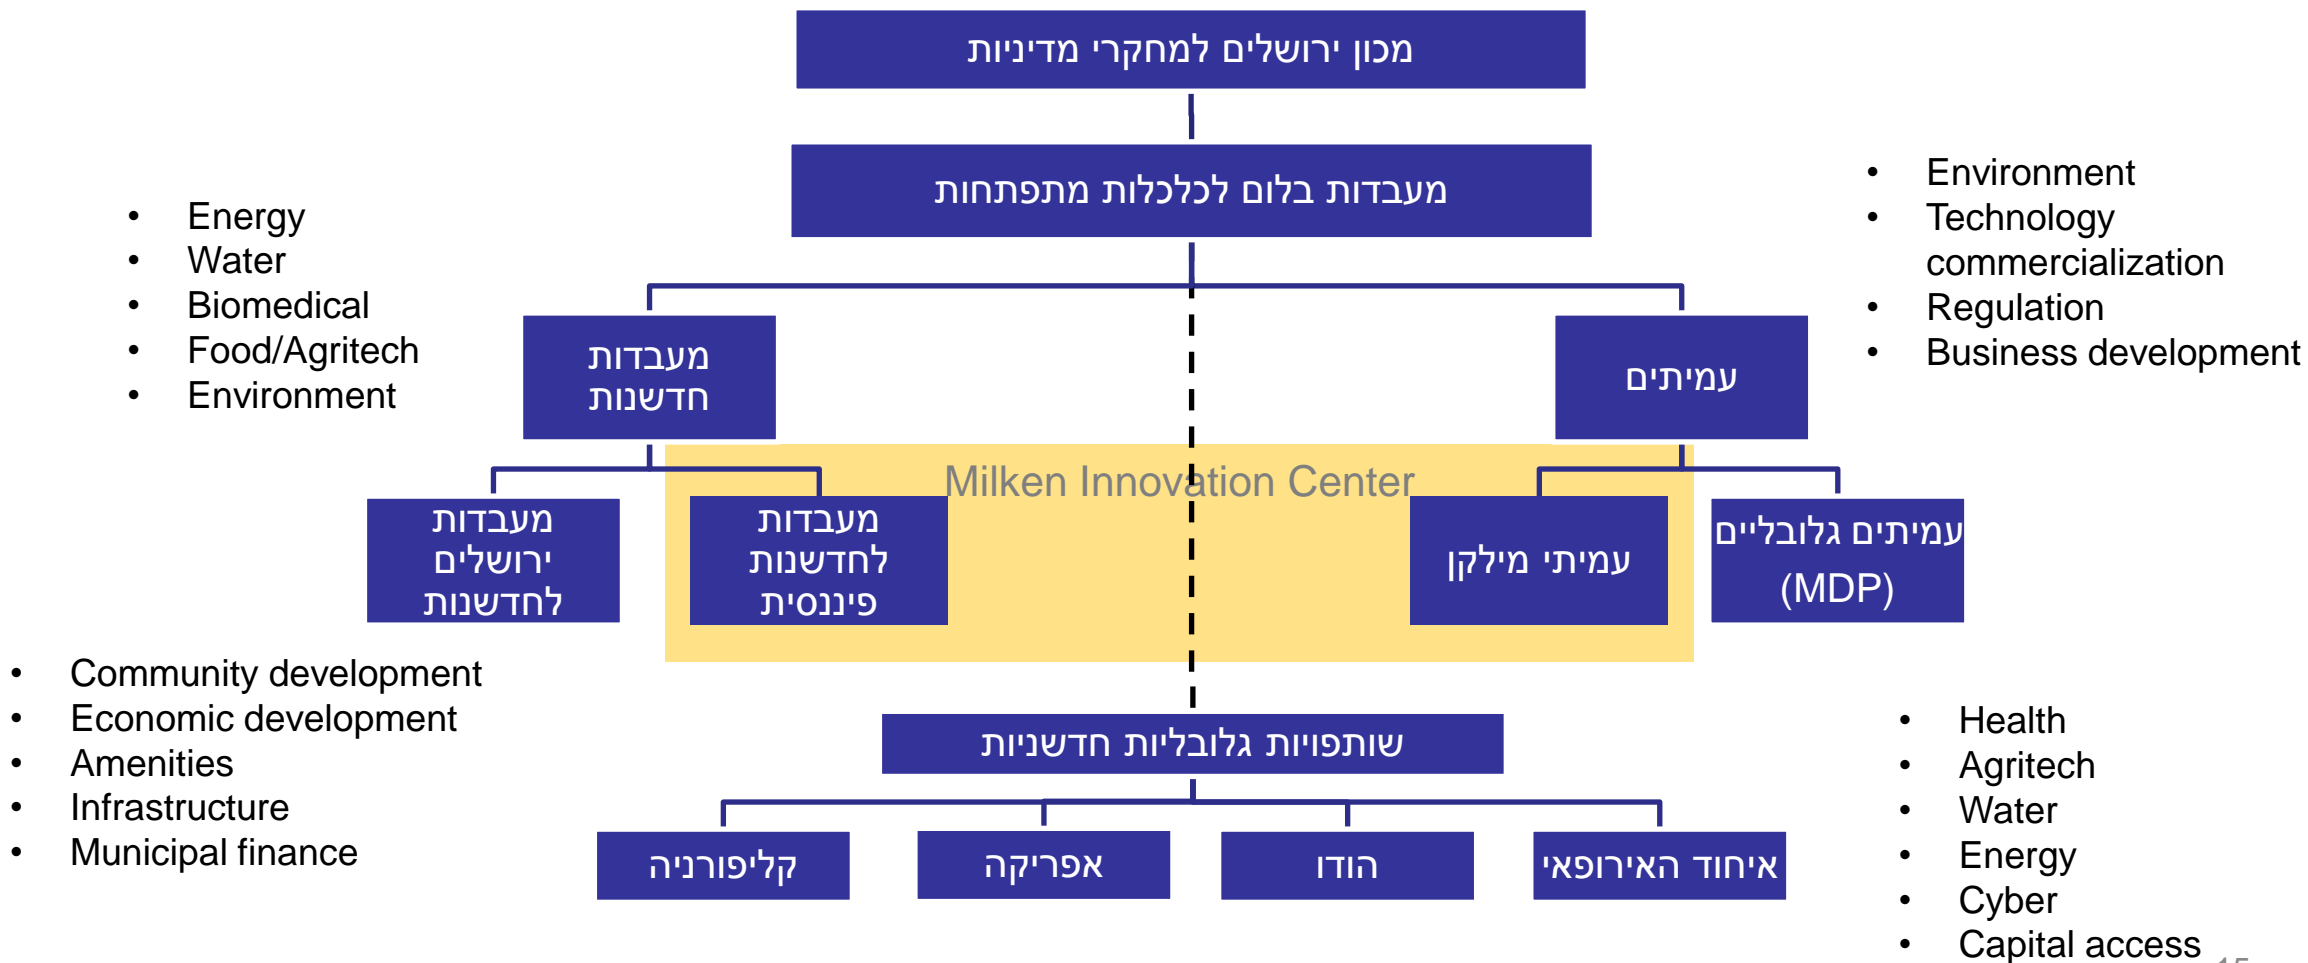 מכון ירושלים למחקרי מדיניות
מעבדות בלום לכלכלות מתפתחות
• Energy
• Water
• Biomedical
• Food/Agritech
• Environment
• Environment
• Technology
commercialization
• Regulation
• Business development
מעבדות
חדשנות
עמיתים
Milken Innovation Center
מעבדות
ירושלים
לחדשנות
מעבדות
לחדשנות
פיננסית
עמיתי מילקן
עמיתים גלובליים
(MDP)
• Community development
• Economic development
• Amenities
• Infrastructure
• Municipal finance
שותפויות גלובליות חדשניות
קליפורניה
אפריקה
הודו
איחוד האירופאי
• Health
• Agritech
• Water
• Energy
• Cyber
• Capital access